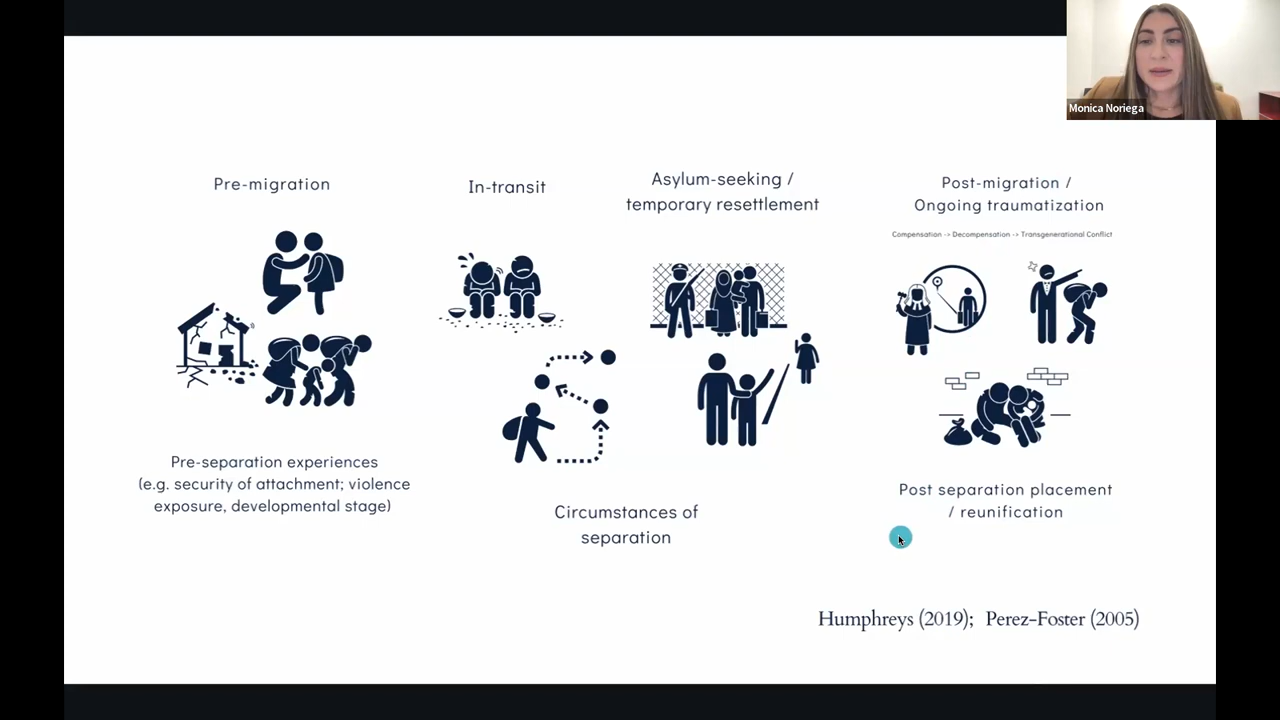 Monica Noriega
Pre-migration
In-transit
Asylum-seeking /
temporary resettlement
Post-migration /
Ongoing traumatization
Compensation -> Decompensation -> Transgenerational Conflict
Pre-separation experiences
(e.g. security of attachment; violence
exposure, developmental stage)
Circumstances of
separation
Post separation placement
/ reunification
Humphreys (2019); Perez-Foster (2005)